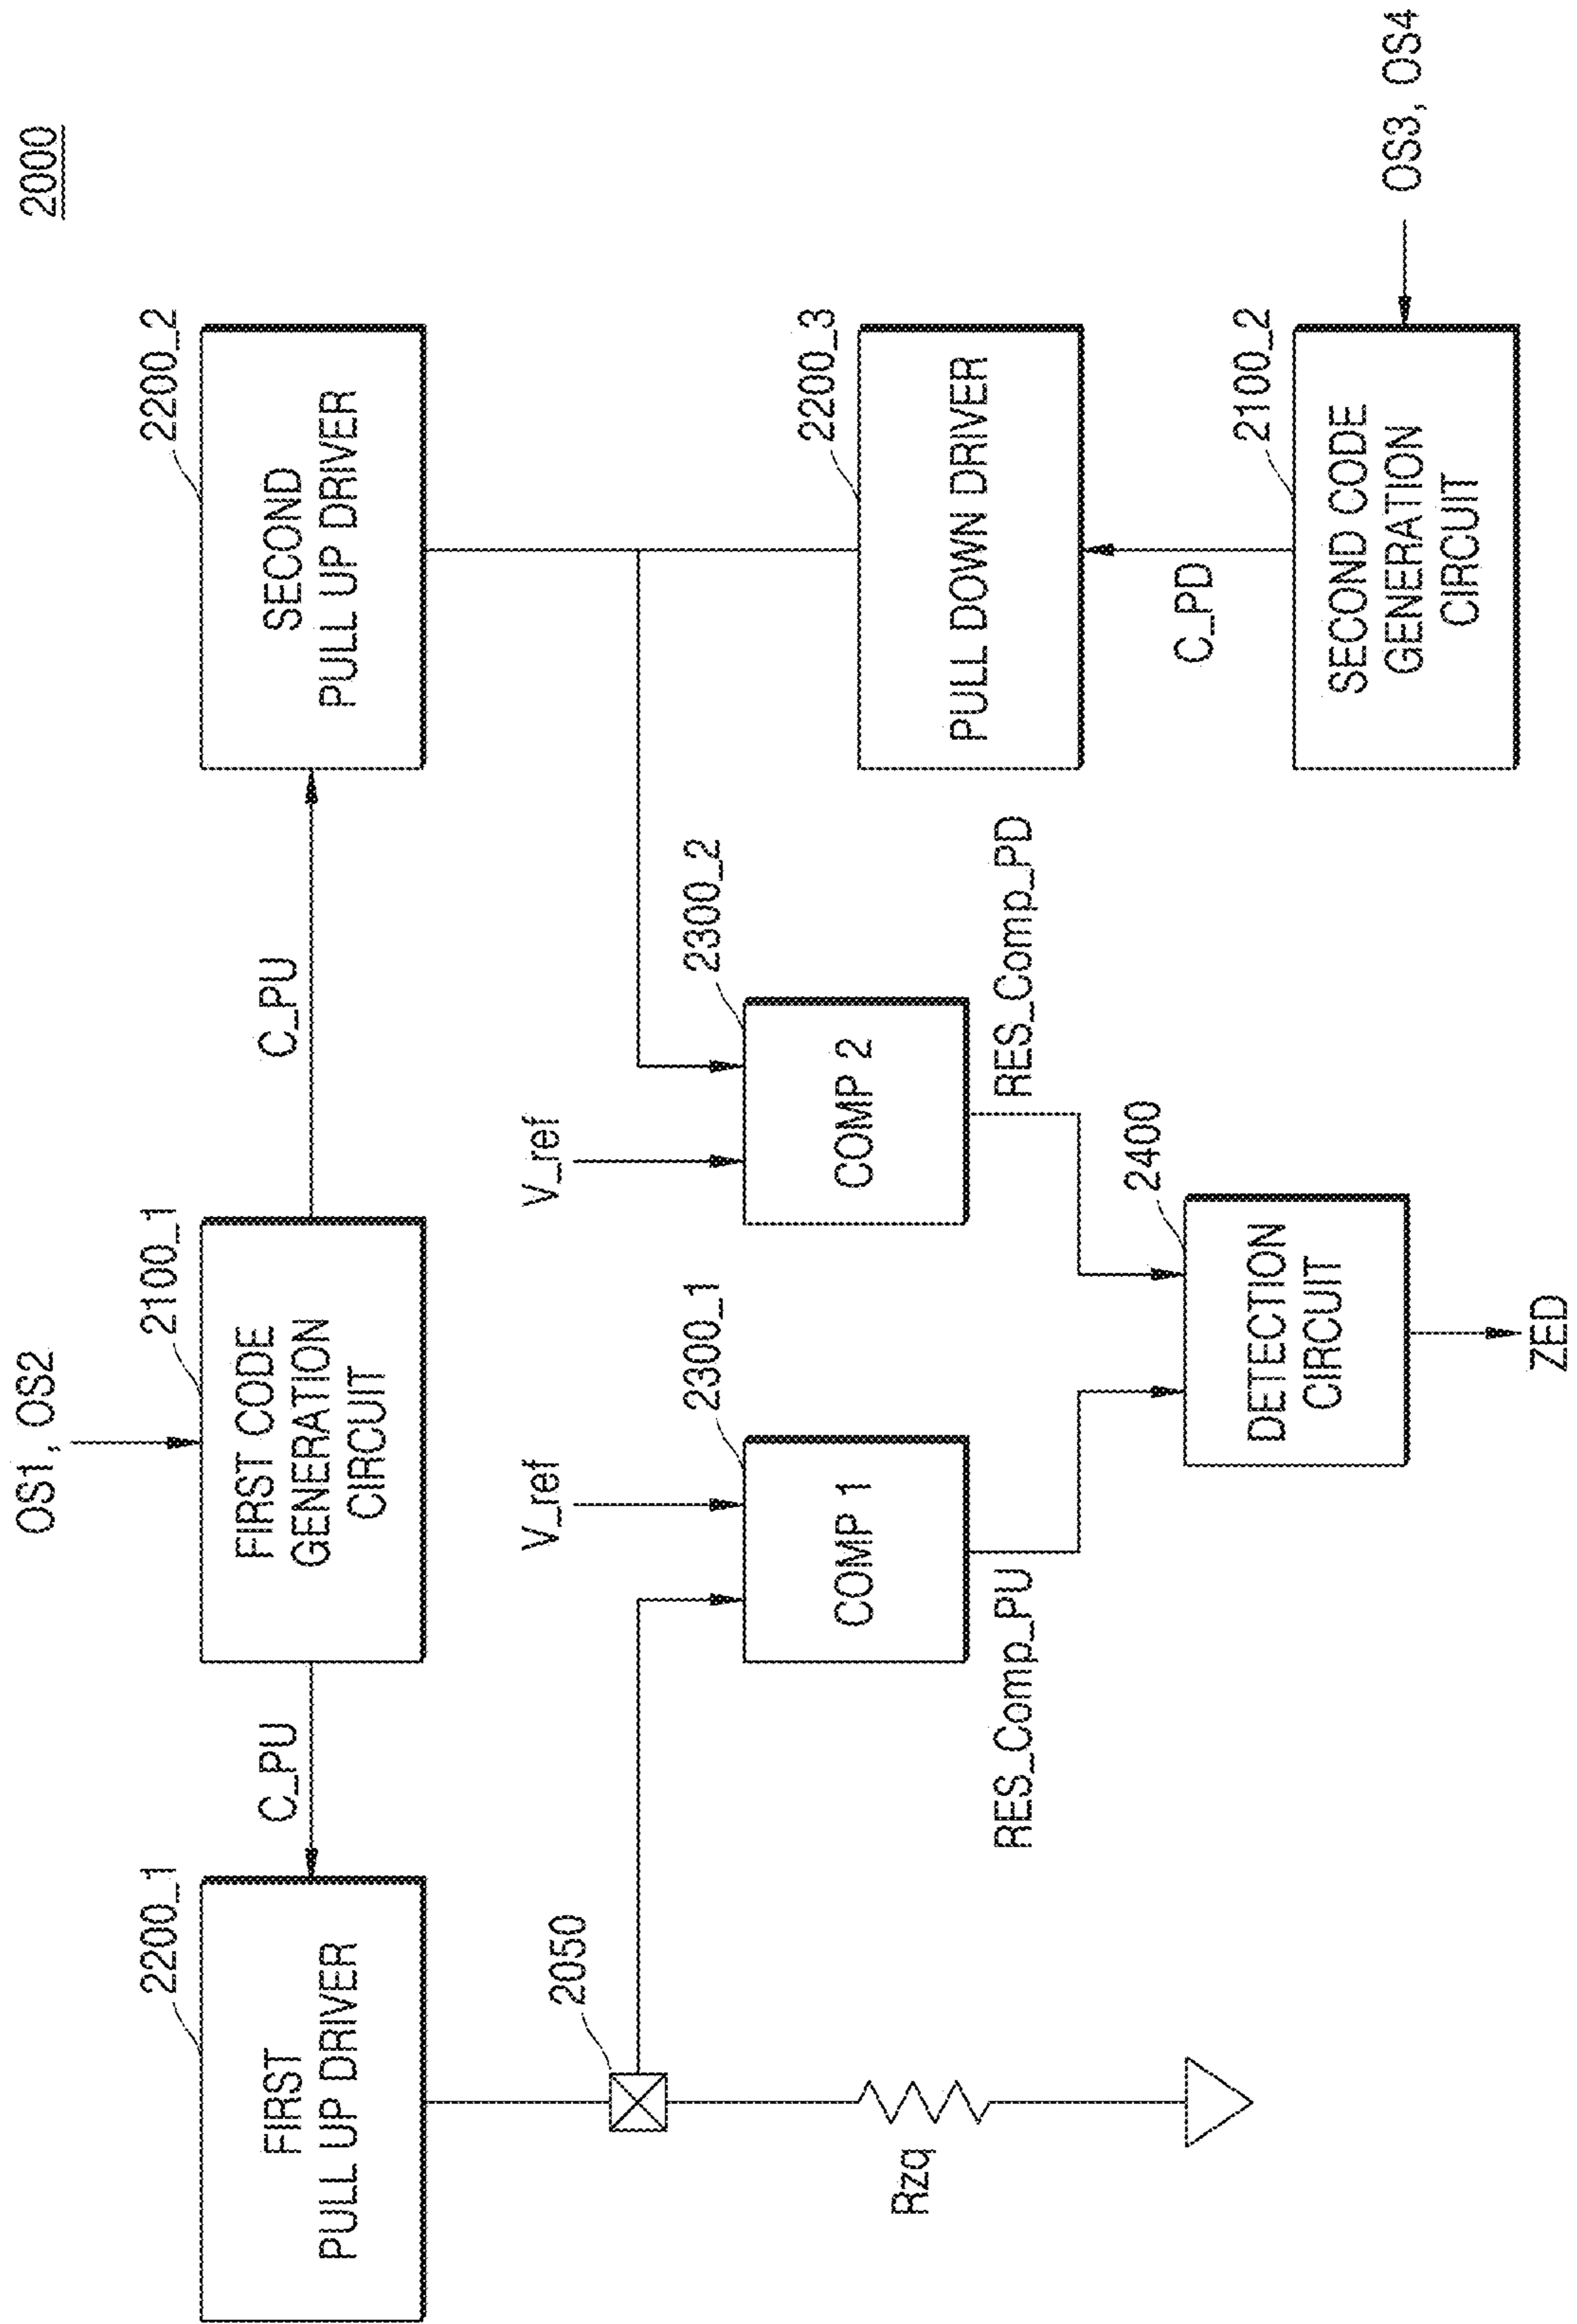 2000
OS1, OS2
2200_1
FIRST
PULL UP DRIVER
C_PU
2100_1
FIRST CODE
GENERATION
CIRCUIT
C_PU
2200_2
SECOND
PULL UP DRIVER
2050
V_ref
V_ref
2300_1
COMP 1
2300_2
COMP 2
2200_3
PULL DOWN DRIVER
Rzq
RES_Comp_PU
RES_Comp_PD
2400
DETECTION
CIRCUIT
C_PD
2100_2
SECOND CODE
GENERATION
CIRCUIT
OS3, OS4
ZED